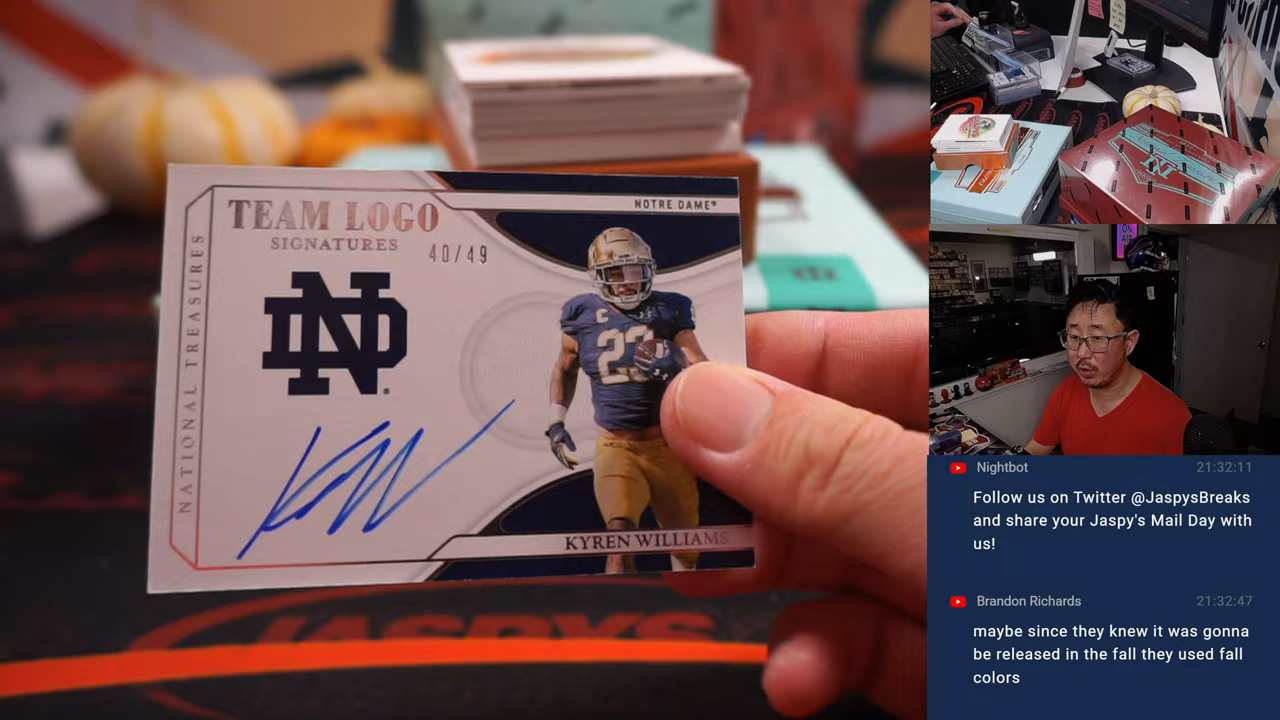 TEAM LOGO
SIGNATURES
40/49
NOTRE DAME®
NATIONAL TREASURES
ND
23
C
KYREN WILLIAMS
JASPYS
Nightbot 21:32:11
Follow us on Twitter @JaspysBreaks
and share your Jaspy's Mail Day with
us!
Brandon Richards 21:32:47
maybe since they knew it was gonna
be released in the fall they used fall
colors